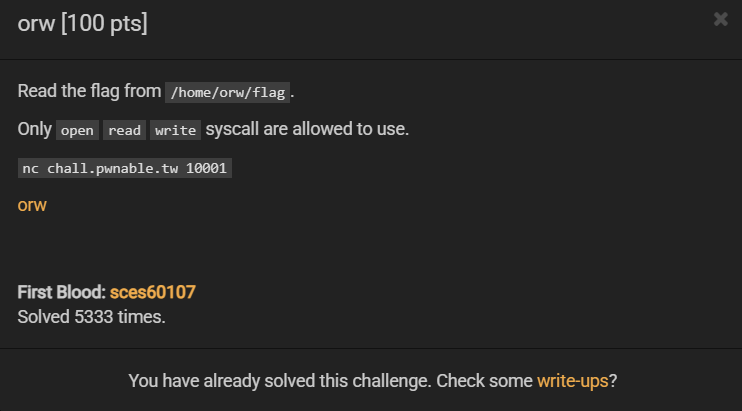 orw [100 pts]
Read the flag from /home/orw/flag.
Only open read write syscall are allowed to use.
nc chall.pwnable.tw 10001
orw
First Blood: sces60107
Solved 5333 times.
You have already solved this challenge. Check some write-ups?